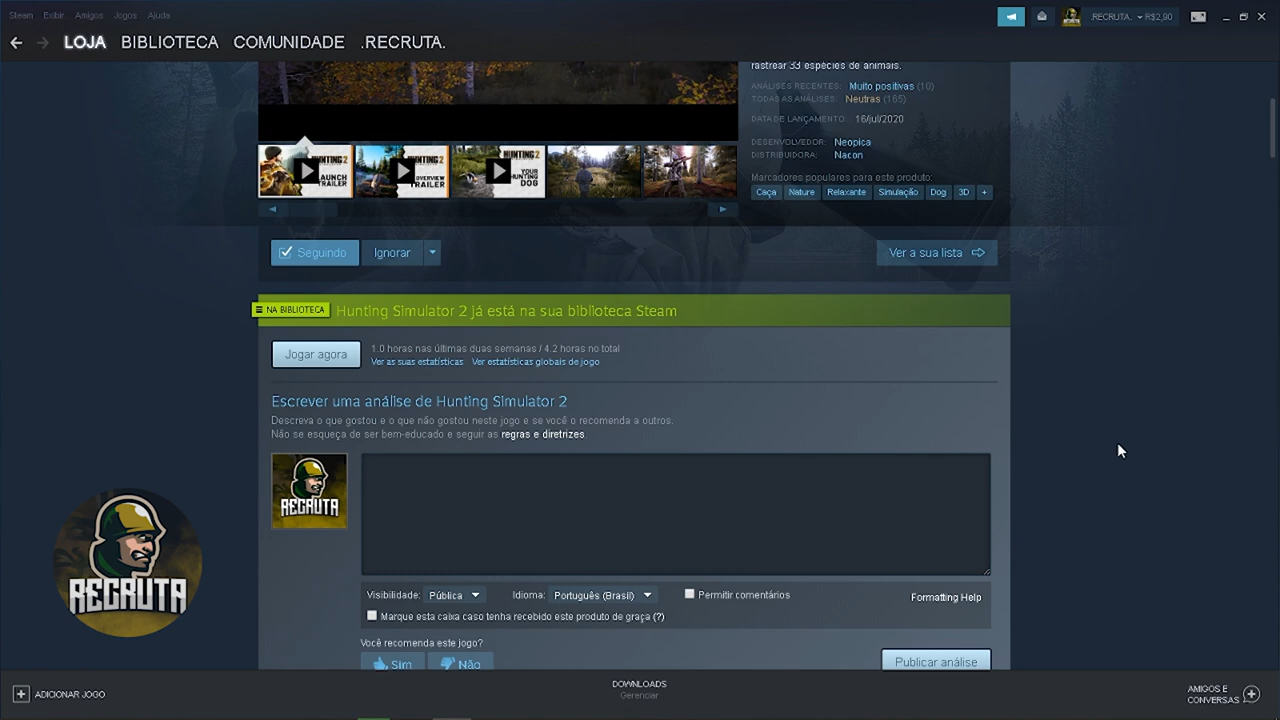 Steam Exibir Amigos Jogos Ajuda
.RECRUTA. R$2,90
LOJA BIBLIOTECA COMUNIDADE .RECRUTA.
rastrear 33 espécies de animais.
ANÁLISES RECENTES: Muito positivas (10)
TODAS AS ANÁLISES: Neutras (165)
DATA DE LANÇAMENTO: 16/jul/2020
DESENVOLVEDOR: Neopica
DISTRIBUIDORA: Nacon
Marcadores populares para este produto:
Caça Nature Relaxante Simulação Dog 3D +
HUNTING 2
LAUNCH
TRAILER
HUNTING 2
OVERVIEW
TRAILER
HUNTING 2
YOUR
HUNTING
DOG
Seguindo Ignorar Ver a sua lista
NA BIBLIOTECA Hunting Simulator 2 já está na sua biblioteca Steam
Jogar agora
1.0 horas nas últimas duas semanas / 4.2 horas no total
Ver as suas estatísticas Ver estatísticas globais de jogo
Escrever uma análise de Hunting Simulator 2
Descreva o que gostou e o que não gostou neste jogo e se você o recomenda a outros.
Não se esqueça de ser bem-educado e seguir as regras e diretrizes
RECRUTA
RECRUTA
Visibilidade: Pública Idioma: Português (Brasil) Permitir comentários Formatting Help
Marque esta caixa caso tenha recebido este produto de graça (?)
Você recomenda este jogo?
Sim Não Publicar análise
ADICIONAR JOGO
DOWNLOADS
Gerenciar
AMIGOS E
CONVERSAS